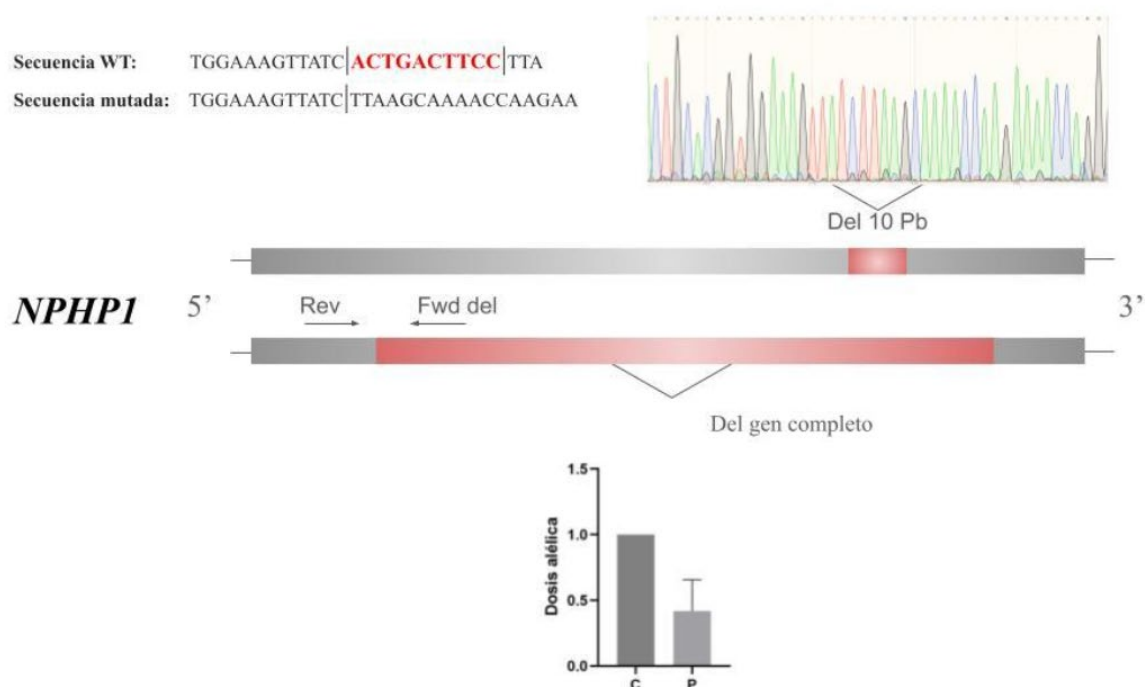 Secuencia WT: TGGAAAGTTATC|ACTGACTTCC|TTA
Secuencia mutada: TGGAAAGTTATC|TTAAGCAAAACCAAGAA
Del 10 Pb
NPHP1 5’ 3’
Rev Fwd del
Del gen completo
Dosis alélica
1.5
1.0
0.5
0.0
C P